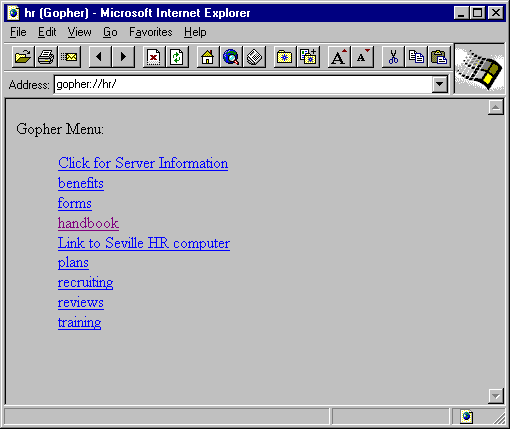 hr (Gopher) - Microsoft Internet Explorer
File Edit View Go Favorites Help
A A
Address: gopher://hr/
Gopher Menu:
Click for Server Information
benefits
forms
handbook
Link to Seville HR computer
plans
recruiting
reviews
training